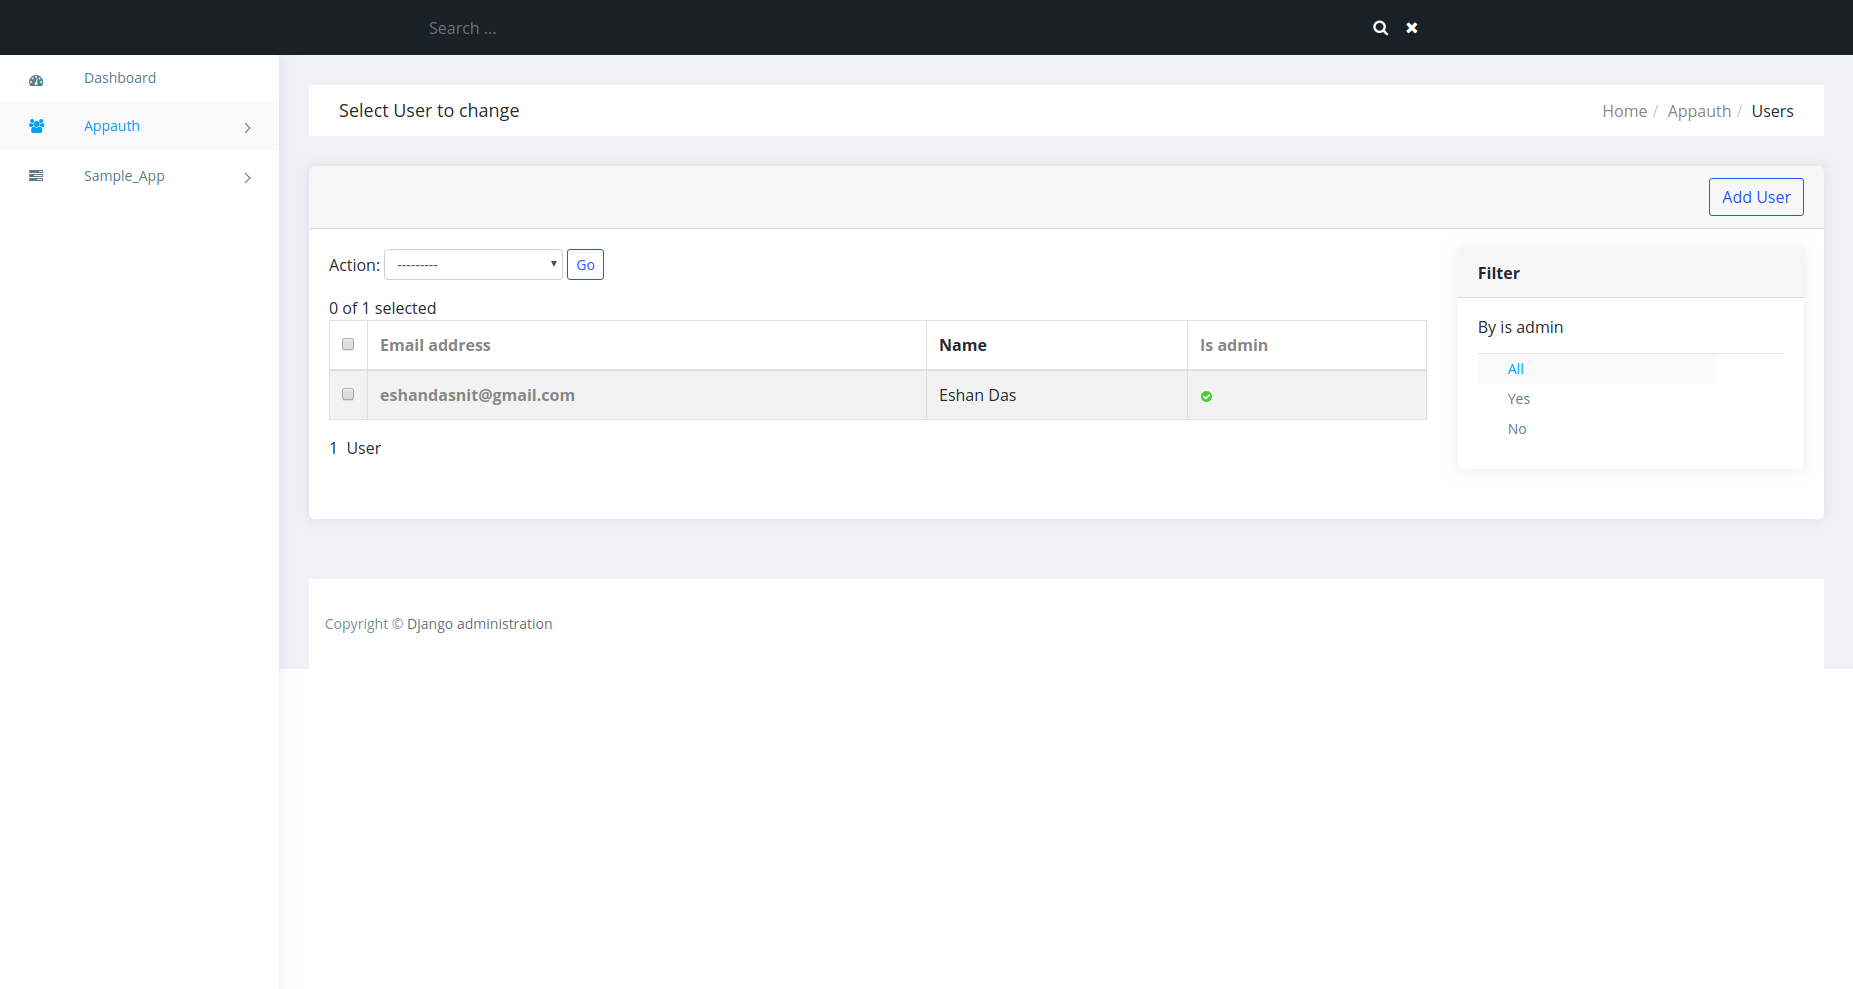 Search ...
Dashboard
Appauth
Sample_App
Select User to change
Home / Appauth / Users
Add User
Action: --------- Go
0 of 1 selected
Email address Name Is admin
eshandasnit@gmail.com Eshan Das
1 User
Filter
By is admin
All
Yes
No
Copyright © Django administration